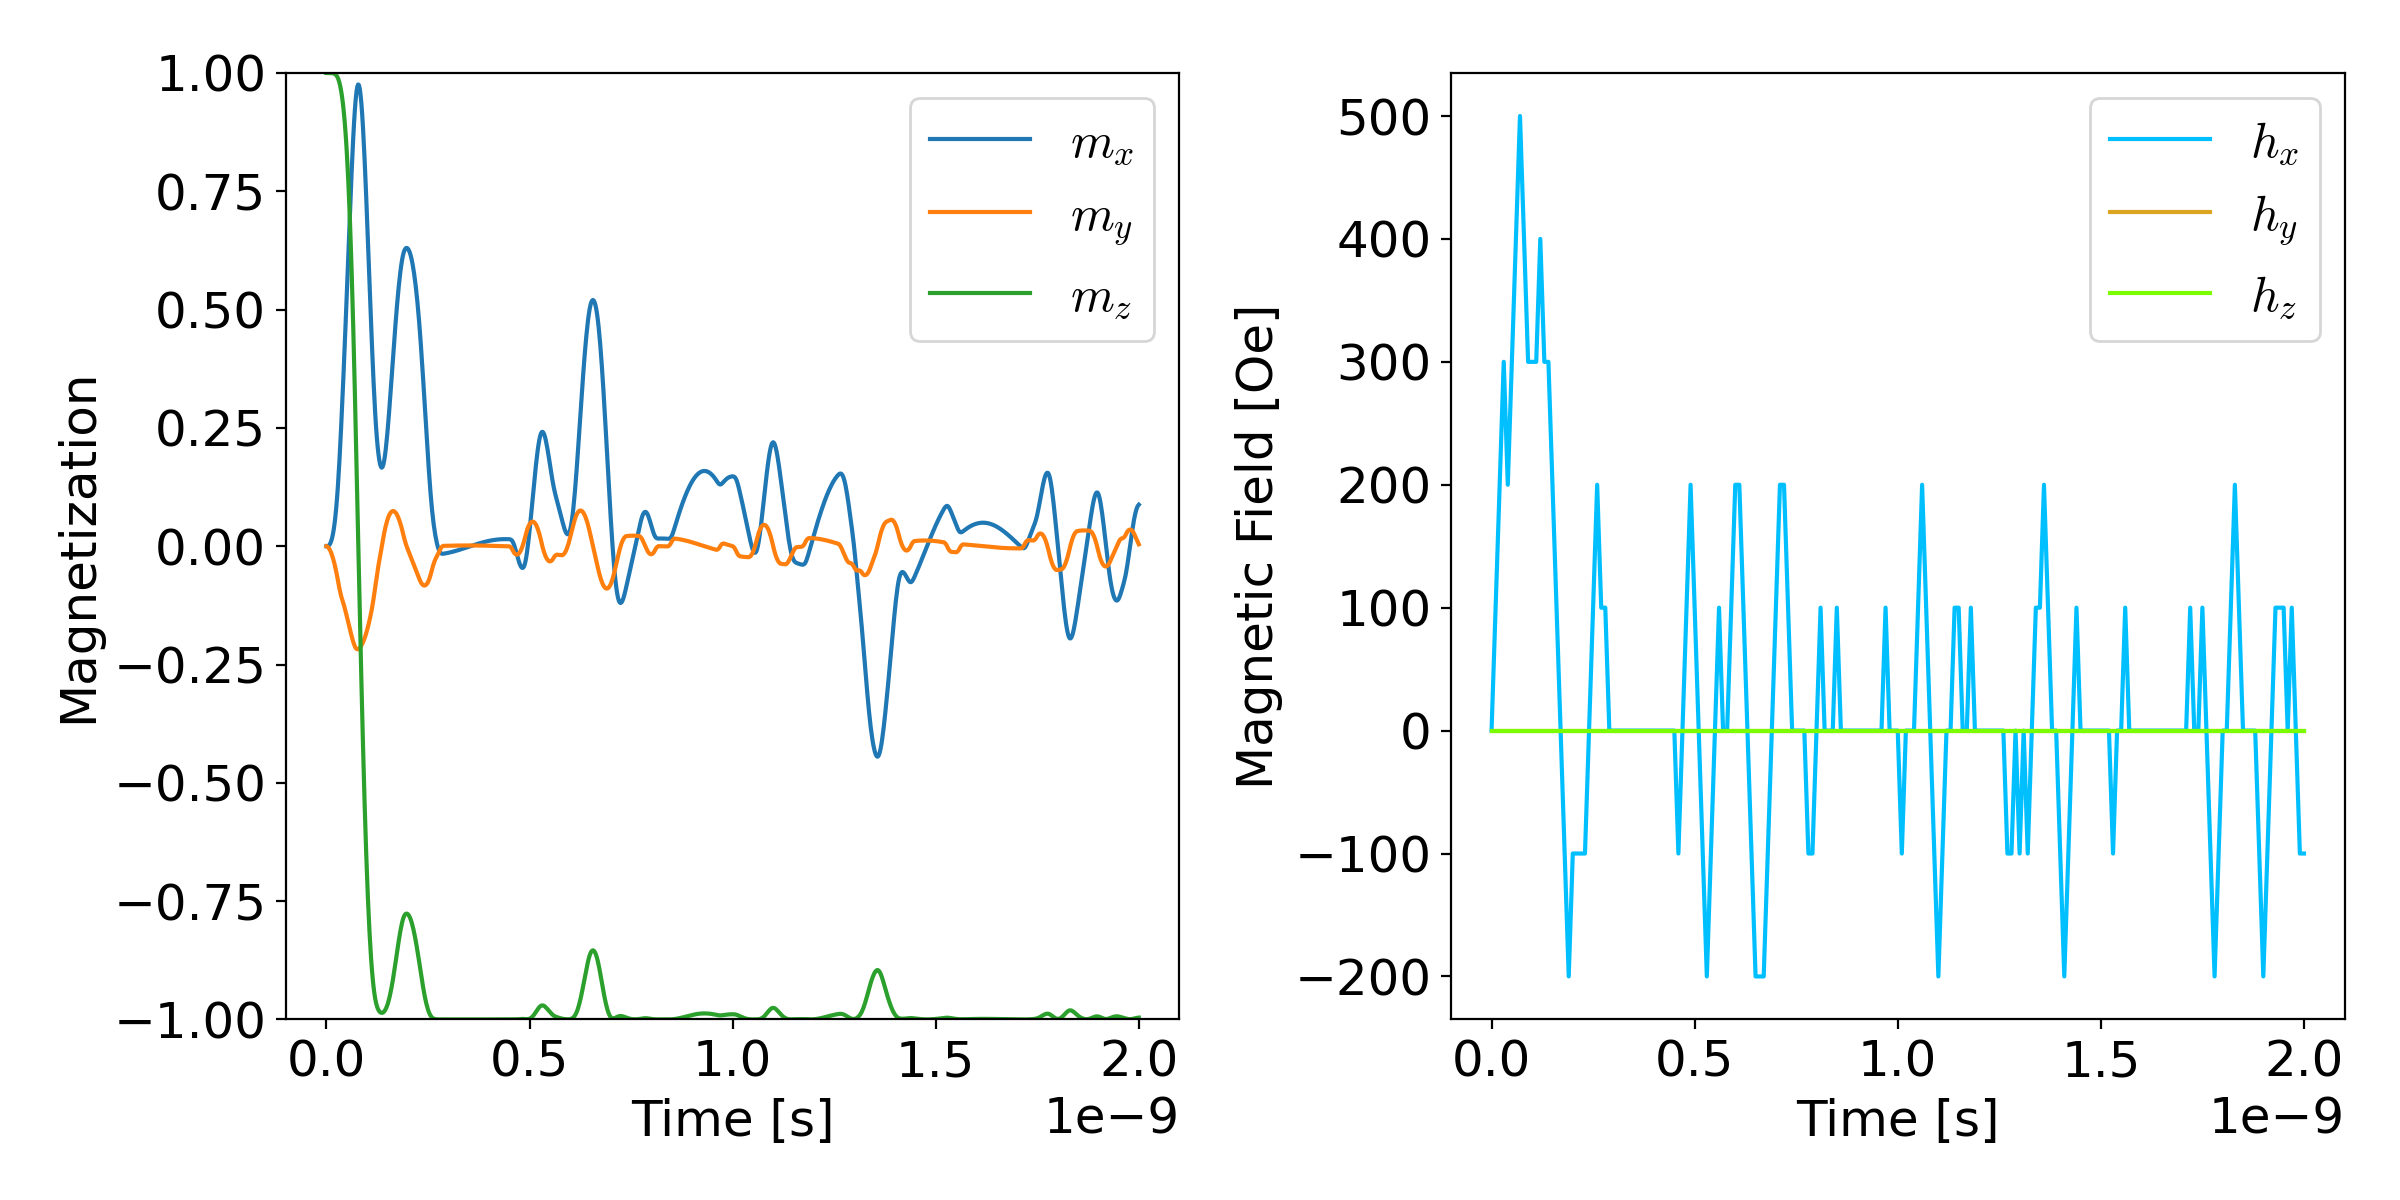 1.00
0.75
0.50
0.25
0.00
−0.25
−0.50
−0.75
−1.00
Magnetization
0.0 0.5 1.0 1.5 2.0
Time [s]
1e−9
m_x
m_y
m_z
500
400
300
200
100
0
−100
−200
Magnetic Field [Oe]
0.0 0.5 1.0 1.5 2.0
Time [s]
1e−9
h_x
h_y
h_z